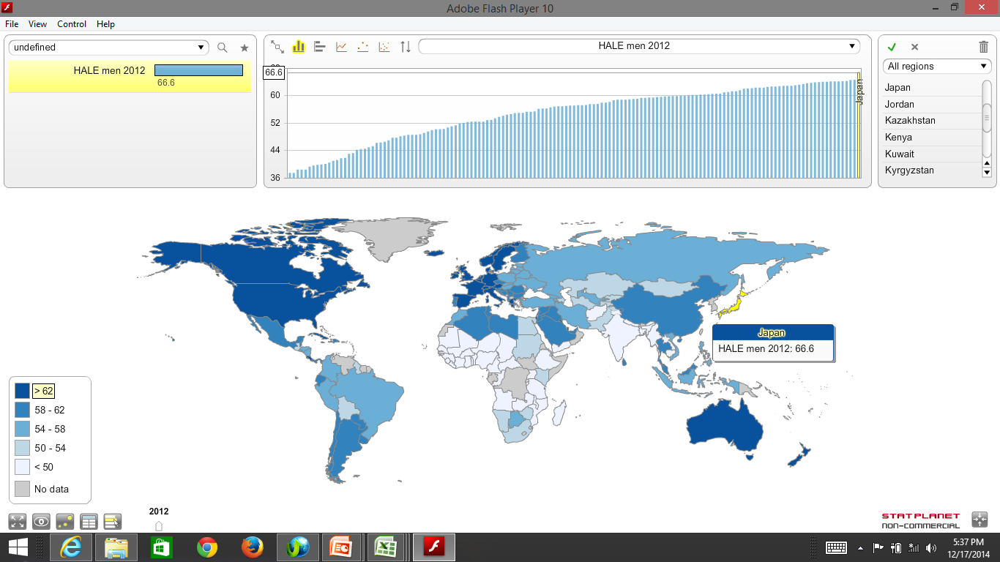 Adobe Flash Player 10
File View Control Help
undefined
HALE men 2012
66.6
HALE men 2012
66.6
60
52
44
36
Japan
All regions
Japan
Jordan
Kazakhstan
Kenya
Kuwait
Kyrgyzstan
Japan
HALE men 2012: 66.6
> 62
58 - 62
54 - 58
50 - 54
< 50
No data
2012
STATPLANET
NON-COMMERCIAL
5:37 PM
12/17/2014